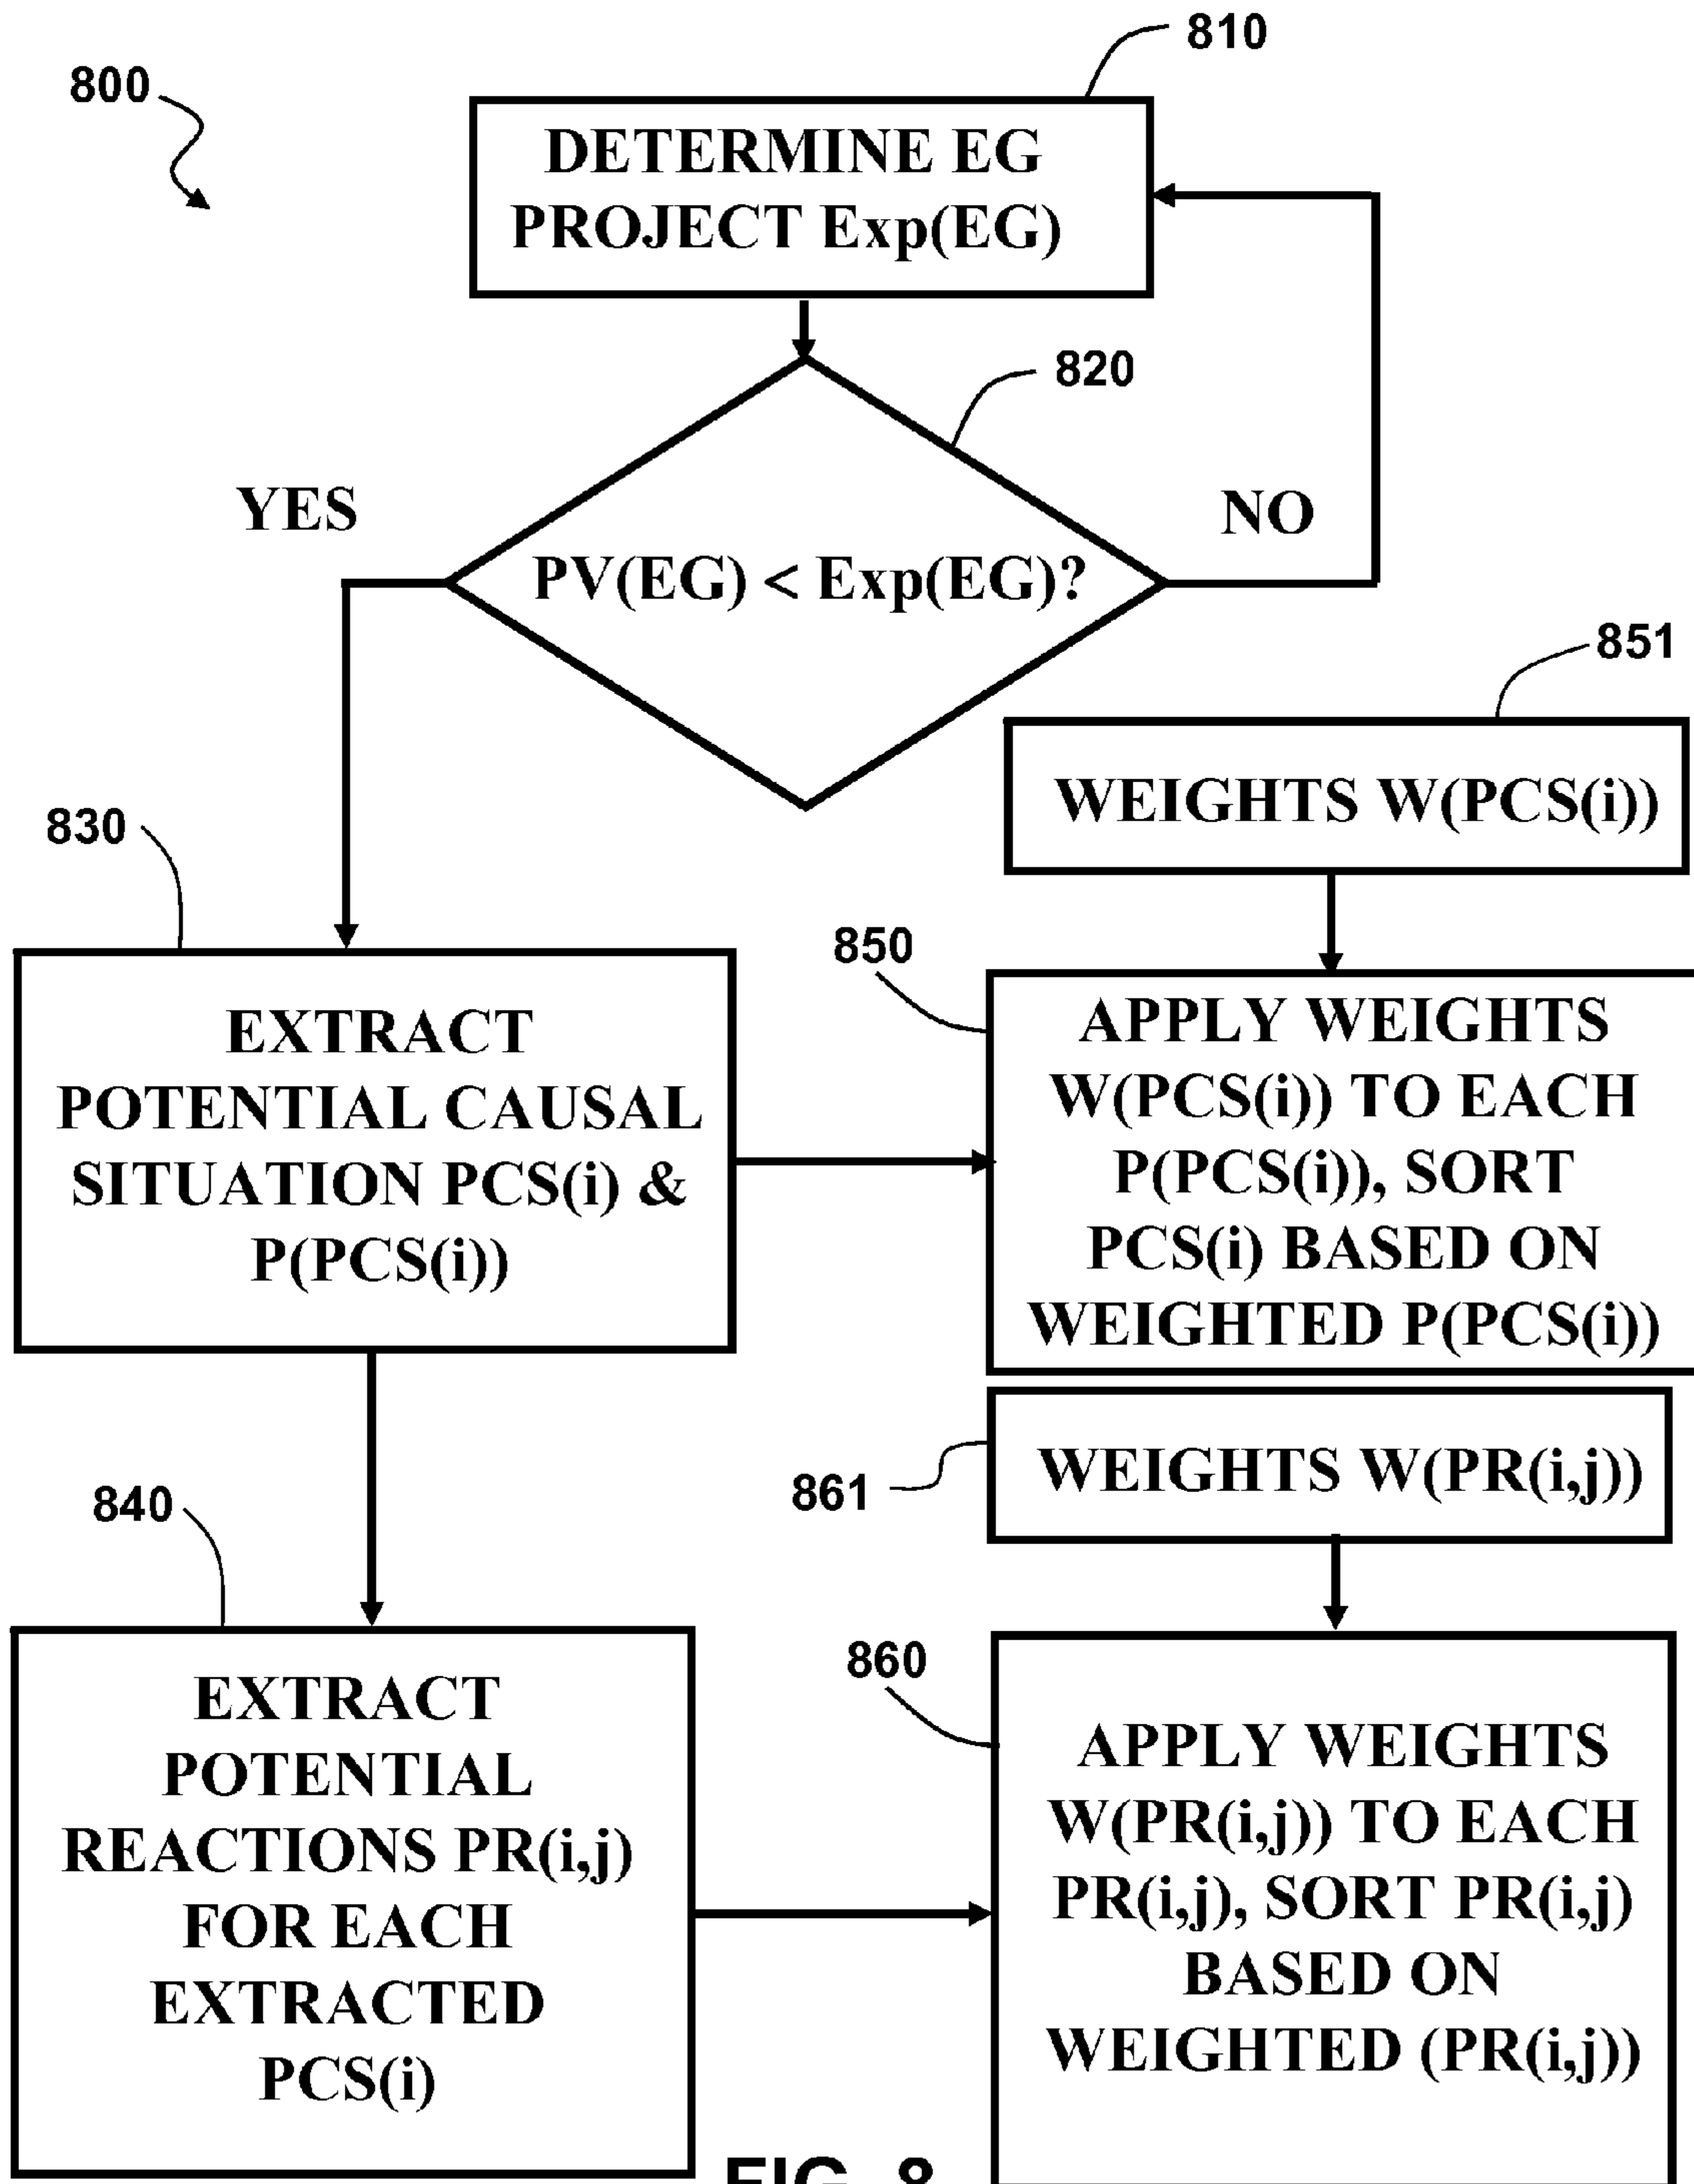 800
810
DETERMINE EG
PROJECT Exp(EG)
820
YES
NO
PV(EG) < Exp(EG)?
851
WEIGHTS W(PCS(i))
830
850
EXTRACT
POTENTIAL CAUSAL
SITUATION PCS(i) &
P(PCS(i))
APPLY WEIGHTS
W(PCS(i)) TO EACH
P(PCS(i)), SORT
PCS(i) BASED ON
WEIGHTED P(PCS(i))
861
WEIGHTS W(PR(i,j))
840
860
EXTRACT
POTENTIAL
REACTIONS PR(i,j)
FOR EACH
EXTRACTED
PCS(i)
APPLY WEIGHTS
W(PR(i,j)) TO EACH
PR(i,j), SORT PR(i,j)
BASED ON
WEIGHTED (PR(i,j))
FIG. 8